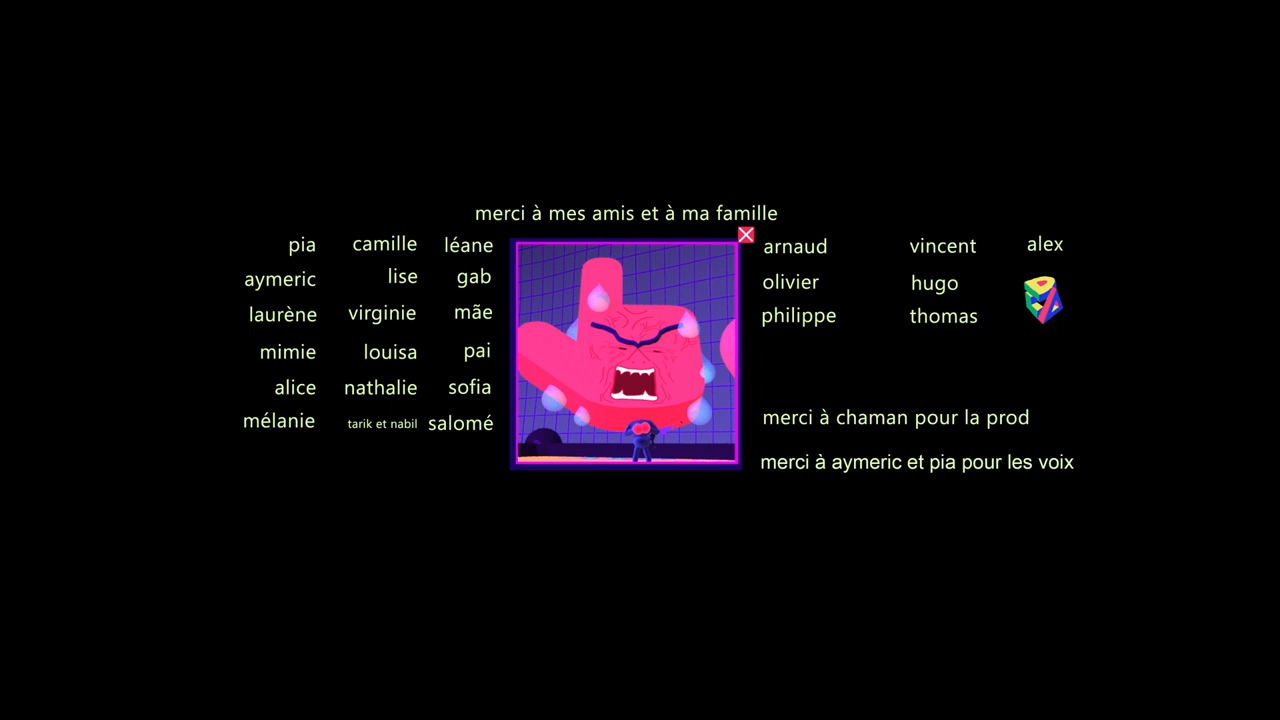 merci à mes amis et à ma famille
pia camille léane arnaud vincent alex
aymeric lise gab olivier hugo
laurène virginie mãe philippe thomas
mimie louisa pai
alice nathalie sofia
mélanie tarik et nabil salomé
merci à chaman pour la prod
merci à aymeric et pia pour les voix